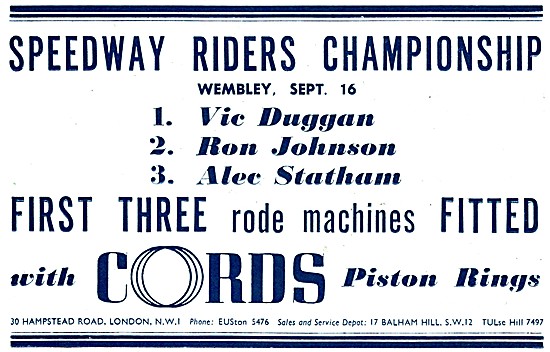 SPEEDWAY RIDERS CHAMPIONSHIP
WEMBLEY, SEPT. 16
1. Vic Duggan
2. Ron Johnson
3. Alec Statham
FIRST THREE rode machines FITTED
with CORDS Piston Rings
30 HAMPSTEAD ROAD, LONDON, N.W.1 Phone: EUSton 5476 Sales and Service Depot: 17 BALHAM HILL, S.W.12 TULse Hill 7497